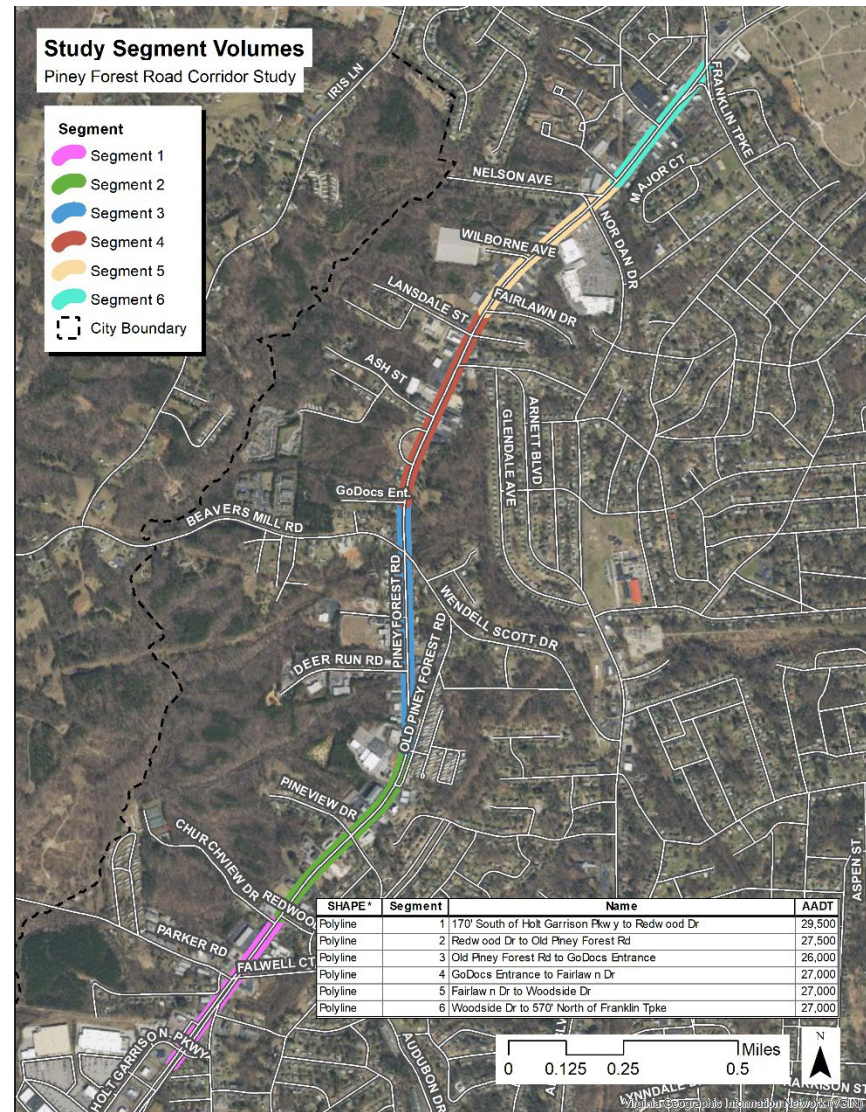 Study Segment Volumes
Piney Forest Road Corridor Study
Segment
Segment 1
Segment 2
Segment 3
Segment 4
Segment 5
Segment 6
City Boundary
IRIS LN
FRANKLIN TPKE
MAJOR CT
NELSON AVE
NOR DAN DR
WILBORNE AVE
LANSDALE ST
FAIRLAWN DR
ASH ST
ARNETT BLVD
GLENDALE AVE
GoDocs Ent.
BEAVERS MILL RD
PINEY FOREST RD
WENDELL SCOTT DR
OLD PINEY FOREST RD
DEER RUN RD
PINEVIEW DR
CHURCHVIEW DR
REDWOO
ASPEN ST
PARKER RD
FALWELL CT
HOLT GARRISON PKWY
SHAPE * Segment Name AADT
Polyline 1 170' South of Holt Garrison Pkwy to Redwood Dr 29,500
Polyline 2 Redwood Dr to Old Piney Forest Rd 27,500
Polyline 3 Old Piney Forest Rd to GoDocs Entrance 26,000
Polyline 4 GoDocs Entrance to Fairlawn Dr 27,000
Polyline 5 Fairlawn Dr to Woodside Dr 27,000
Polyline 6 Woodside Dr to 570' North of Franklin Tpke 27,000
AUDUBON DR
0 0.125 0.25 0.5 Miles
N
LYNNDALE
HARRISON ST
Virginia Geographic Information Network (VGIN)